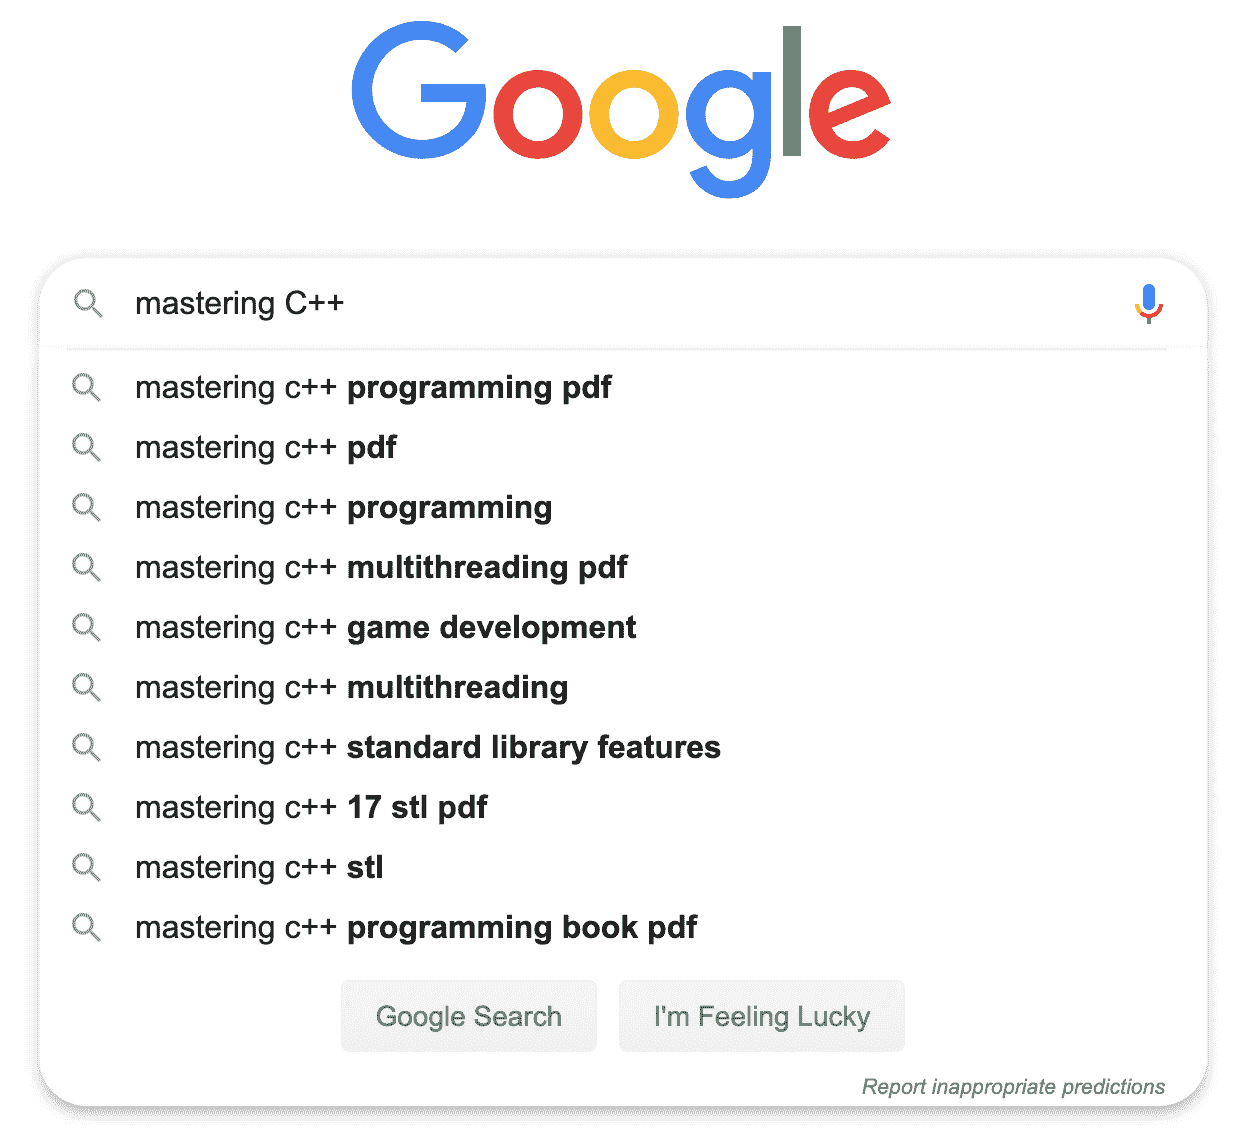 Google
mastering C++
mastering c++ programming pdf
mastering c++ pdf
mastering c++ programming
mastering c++ multithreading pdf
mastering c++ game development
mastering c++ multithreading
mastering c++ standard library features
mastering c++ 17 stl pdf
mastering c++ stl
mastering c++ programming book pdf
Google Search I'm Feeling Lucky
Report inappropriate predictions